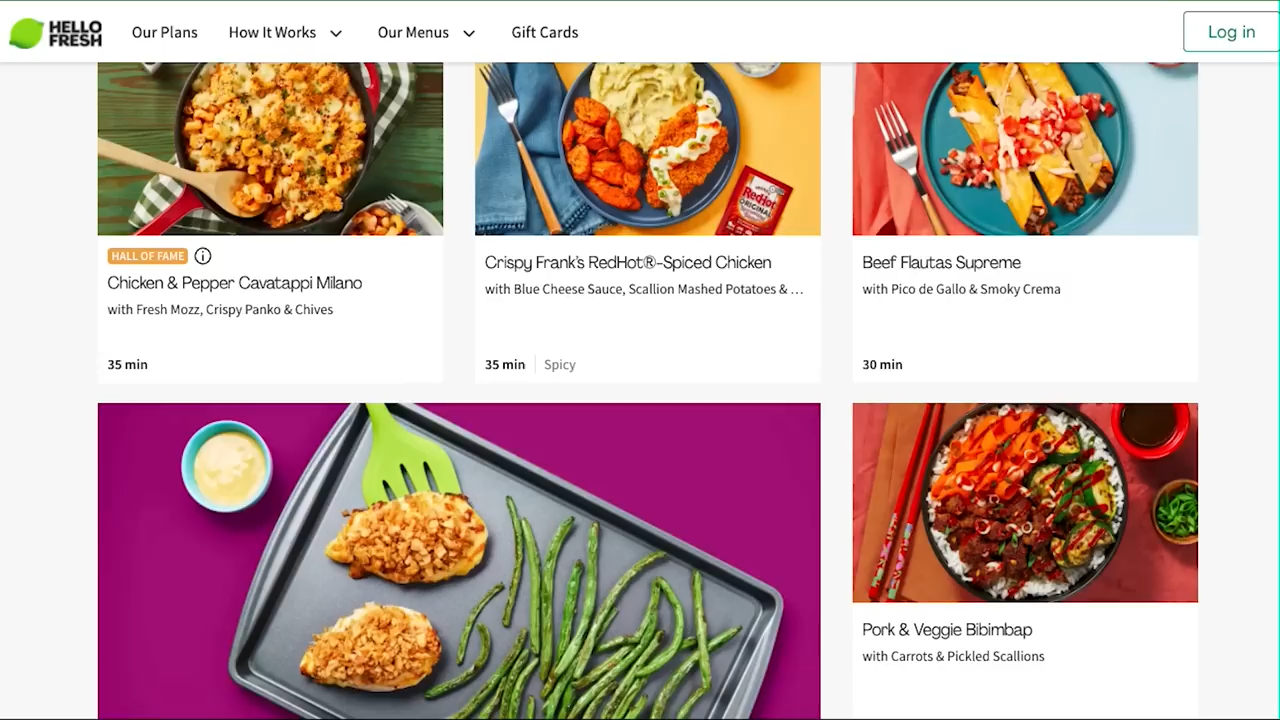 HELLO
FRESH
Our Plans
How It Works
Our Menus
Gift Cards
Log in
RedHot
ORIGINAL
HALL OF FAME
Chicken & Pepper Cavatappi Milano
with Fresh Mozz, Crispy Panko & Chives
35 min
Crispy Frank's RedHot®-Spiced Chicken
with Blue Cheese Sauce, Scallion Mashed Potatoes & ...
35 min
Spicy
Beef Flautas Supreme
with Pico de Gallo & Smoky Crema
30 min
Pork & Veggie Bibimbap
with Carrots & Pickled Scallions